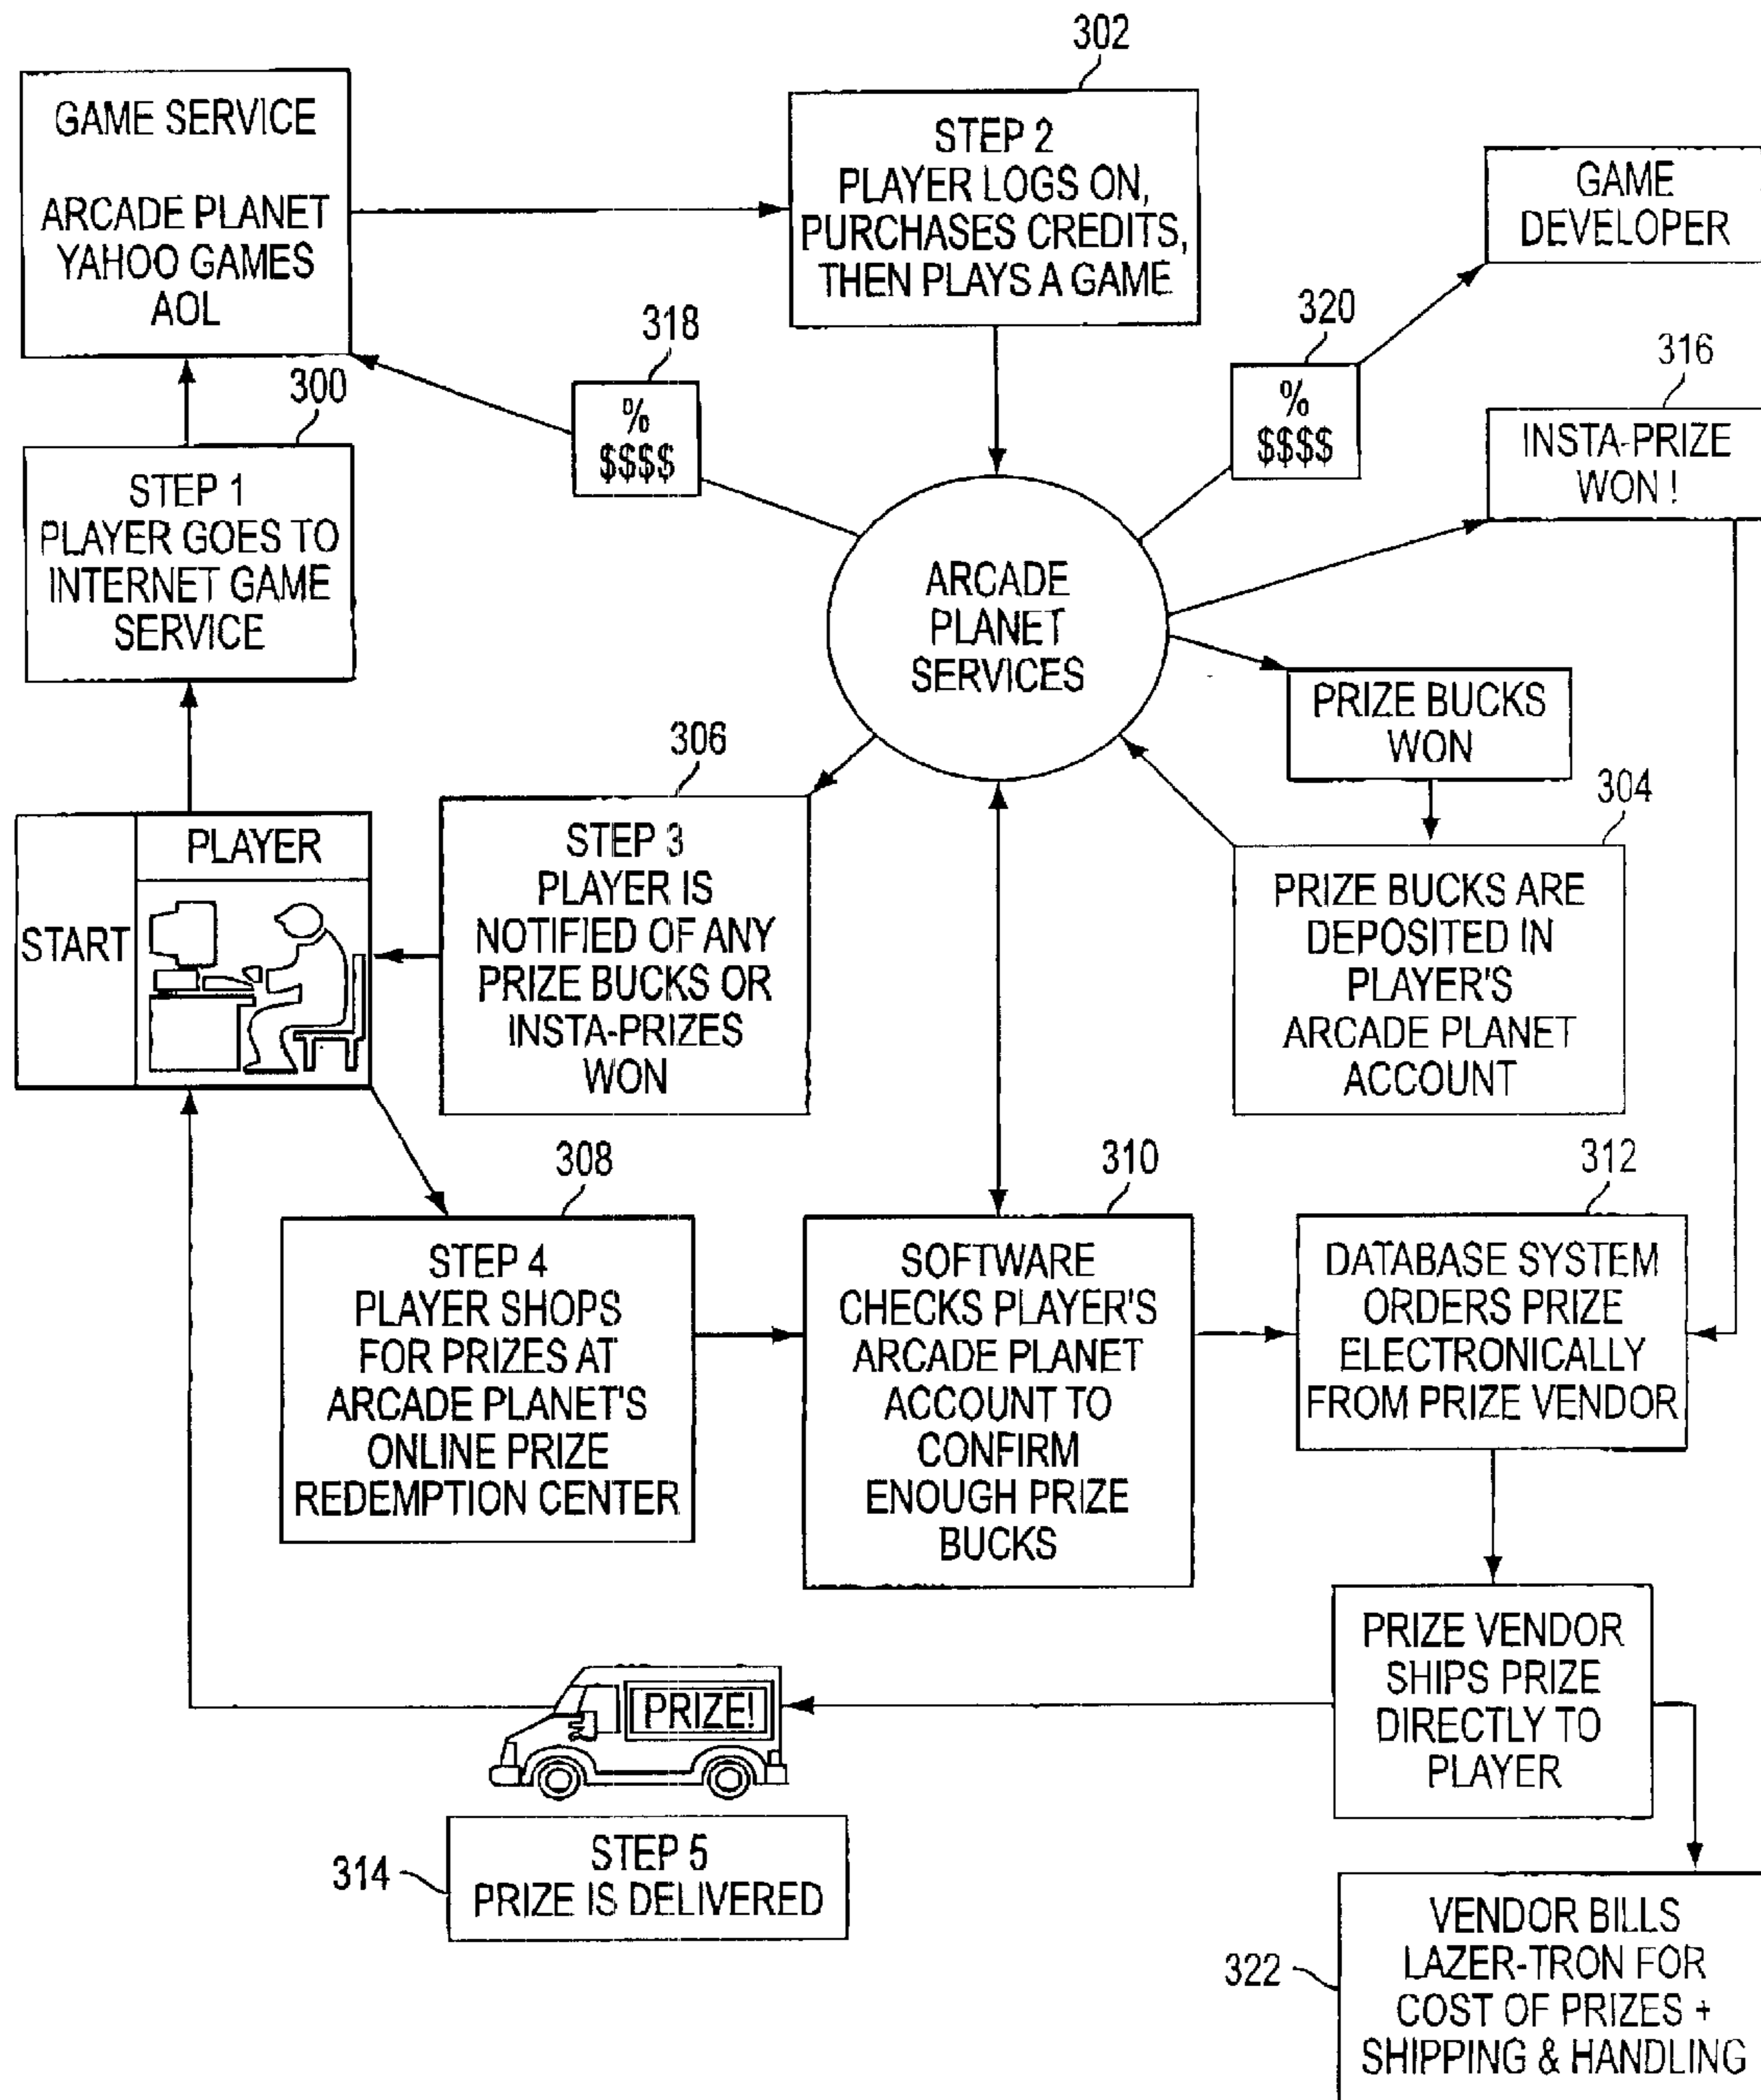 302
GAME SERVICE
ARCADE PLANET
YAHOO GAMES
AOL
STEP 2
PLAYER LOGS ON,
PURCHASES CREDITS,
THEN PLAYS A GAME
GAME
DEVELOPER
318
%
$$$$
320
%
$$$$
316
INSTA-PRIZE
WON !
300
STEP 1
PLAYER GOES TO
INTERNET GAME
SERVICE
ARCADE
PLANET
SERVICES
PRIZE BUCKS
WON
306
STEP 3
PLAYER IS
NOTIFIED OF ANY
PRIZE BUCKS OR
INSTA-PRIZES
WON
304
PRIZE BUCKS ARE
DEPOSITED IN
PLAYER'S
ARCADE PLANET
ACCOUNT
START
PLAYER
308
STEP 4
PLAYER SHOPS
FOR PRIZES AT
ARCADE PLANET'S
ONLINE PRIZE
REDEMPTION CENTER
310
SOFTWARE
CHECKS PLAYER'S
ARCADE PLANET
ACCOUNT TO
CONFIRM
ENOUGH PRIZE
BUCKS
312
DATABASE SYSTEM
ORDERS PRIZE
ELECTRONICALLY
FROM PRIZE VENDOR
PRIZE VENDOR
SHIPS PRIZE
DIRECTLY TO
PLAYER
PRIZE!
314
STEP 5
PRIZE IS DELIVERED
322
VENDOR BILLS
LAZER-TRON FOR
COST OF PRIZES +
SHIPPING & HANDLING